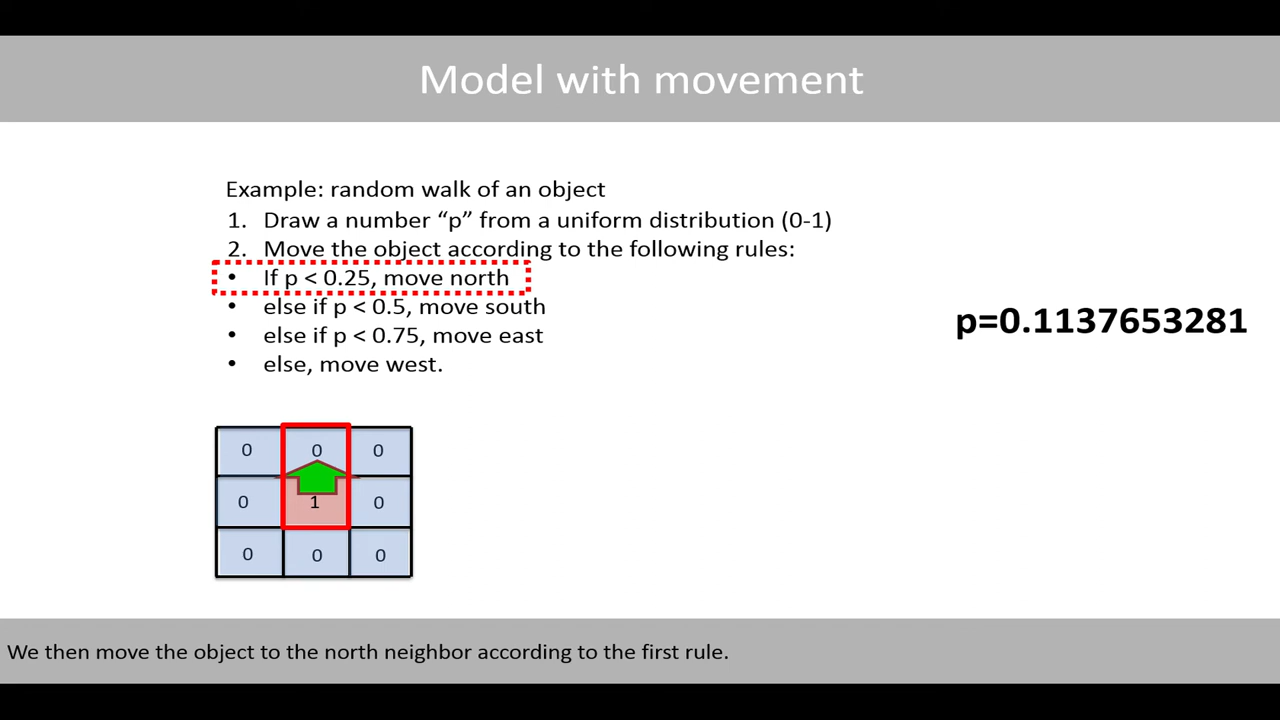 Model with movement
Example: random walk of an object
1. Draw a number “p” from a uniform distribution (0-1)
2. Move the object according to the following rules:
• If p < 0.25, move north
• else if p < 0.5, move south
• else if p < 0.75, move east
• else, move west.
p=0.1137653281
0 0 0
0 1 0
0 0 0
We then move the object to the north neighbor according to the first rule.